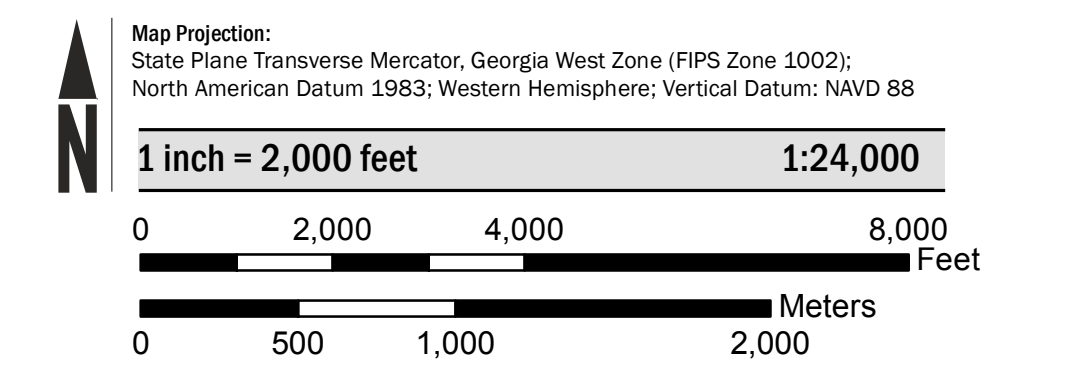 Map Projection:
State Plane Transverse Mercator, Georgia West Zone (FIPS Zone 1002);
North American Datum 1983; Western Hemisphere; Vertical Datum: NAVD 88
N
1 inch = 2,000 feet 1:24,000
0 2,000 4,000 8,000
Feet
Meters
0 500 1,000 2,000